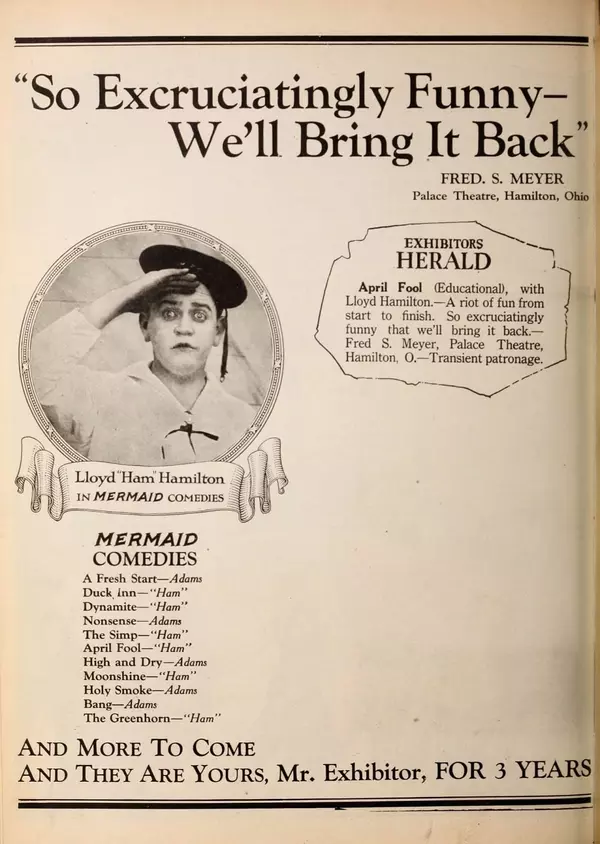 “So Excruciatingly Funny–
We’ll Bring It Back”
FRED. S. MEYER
Palace Theatre, Hamilton, Ohio
EXHIBITORS
HERALD
April Fool (Educational), with
Lloyd Hamilton.—A riot of fun from
start to finish. So excruciatingly
funny that we’ll bring it back.—
Fred S. Meyer, Palace Theatre,
Hamilton, O.—Transient patronage.
Lloyd “Ham” Hamilton
IN MERMAID COMEDIES
MERMAID
COMEDIES
A Fresh Start—Adams
Duck Inn—“Ham”
Dynamite—“Ham”
Nonsense—Adams
The Simp—“Ham”
April Fool—“Ham”
High and Dry—Adams
Moonshine—“Ham”
Holy Smoke—Adams
Bang—Adams
The Greenhorn—“Ham”
AND MORE TO COME
AND THEY ARE YOURS, Mr. Exhibitor, FOR 3 YEARS